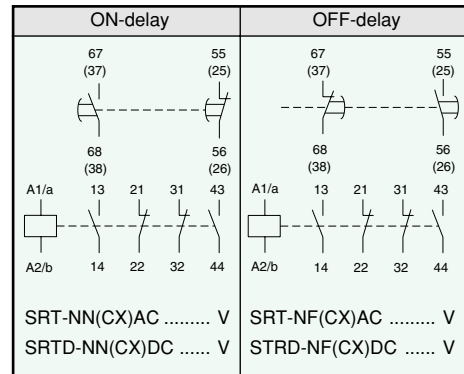 ON-delay OFF-delay
67 55 67 55
(37) (25) (37) (25)
68 56 68 56
(38) (26) (38) (26)
A1/a 13 21 31 43 A1/a 13 21 31 43
A2/b 14 22 32 44 A2/b 14 22 32 44
SRT-NN(CX)AC ......... V SRT-NF(CX)AC ......... V
SRTD-NN(CX)DC ...... V STRD-NF(CX)DC ...... V